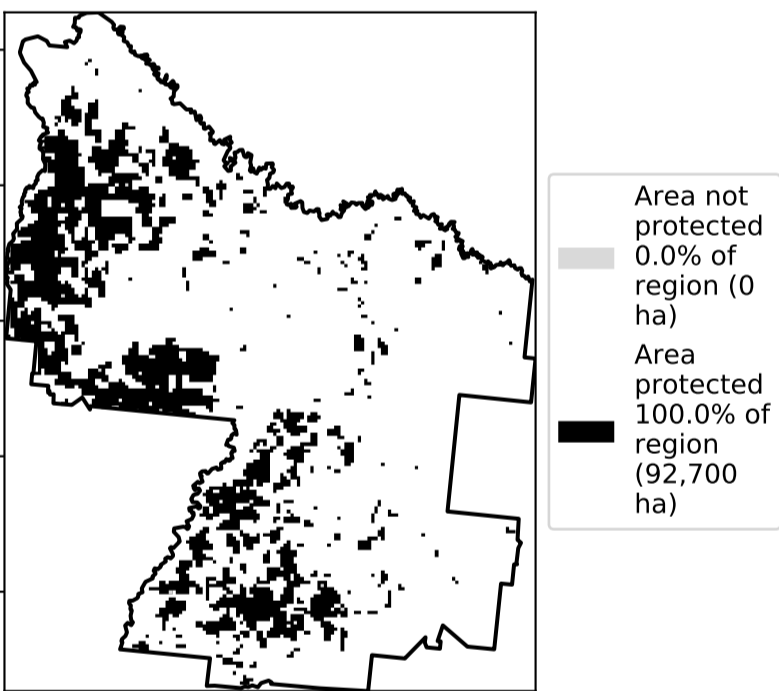 Area not
protected
0.0% of
region (0
ha)
Area
protected
100.0% of
region
(92,700
ha)